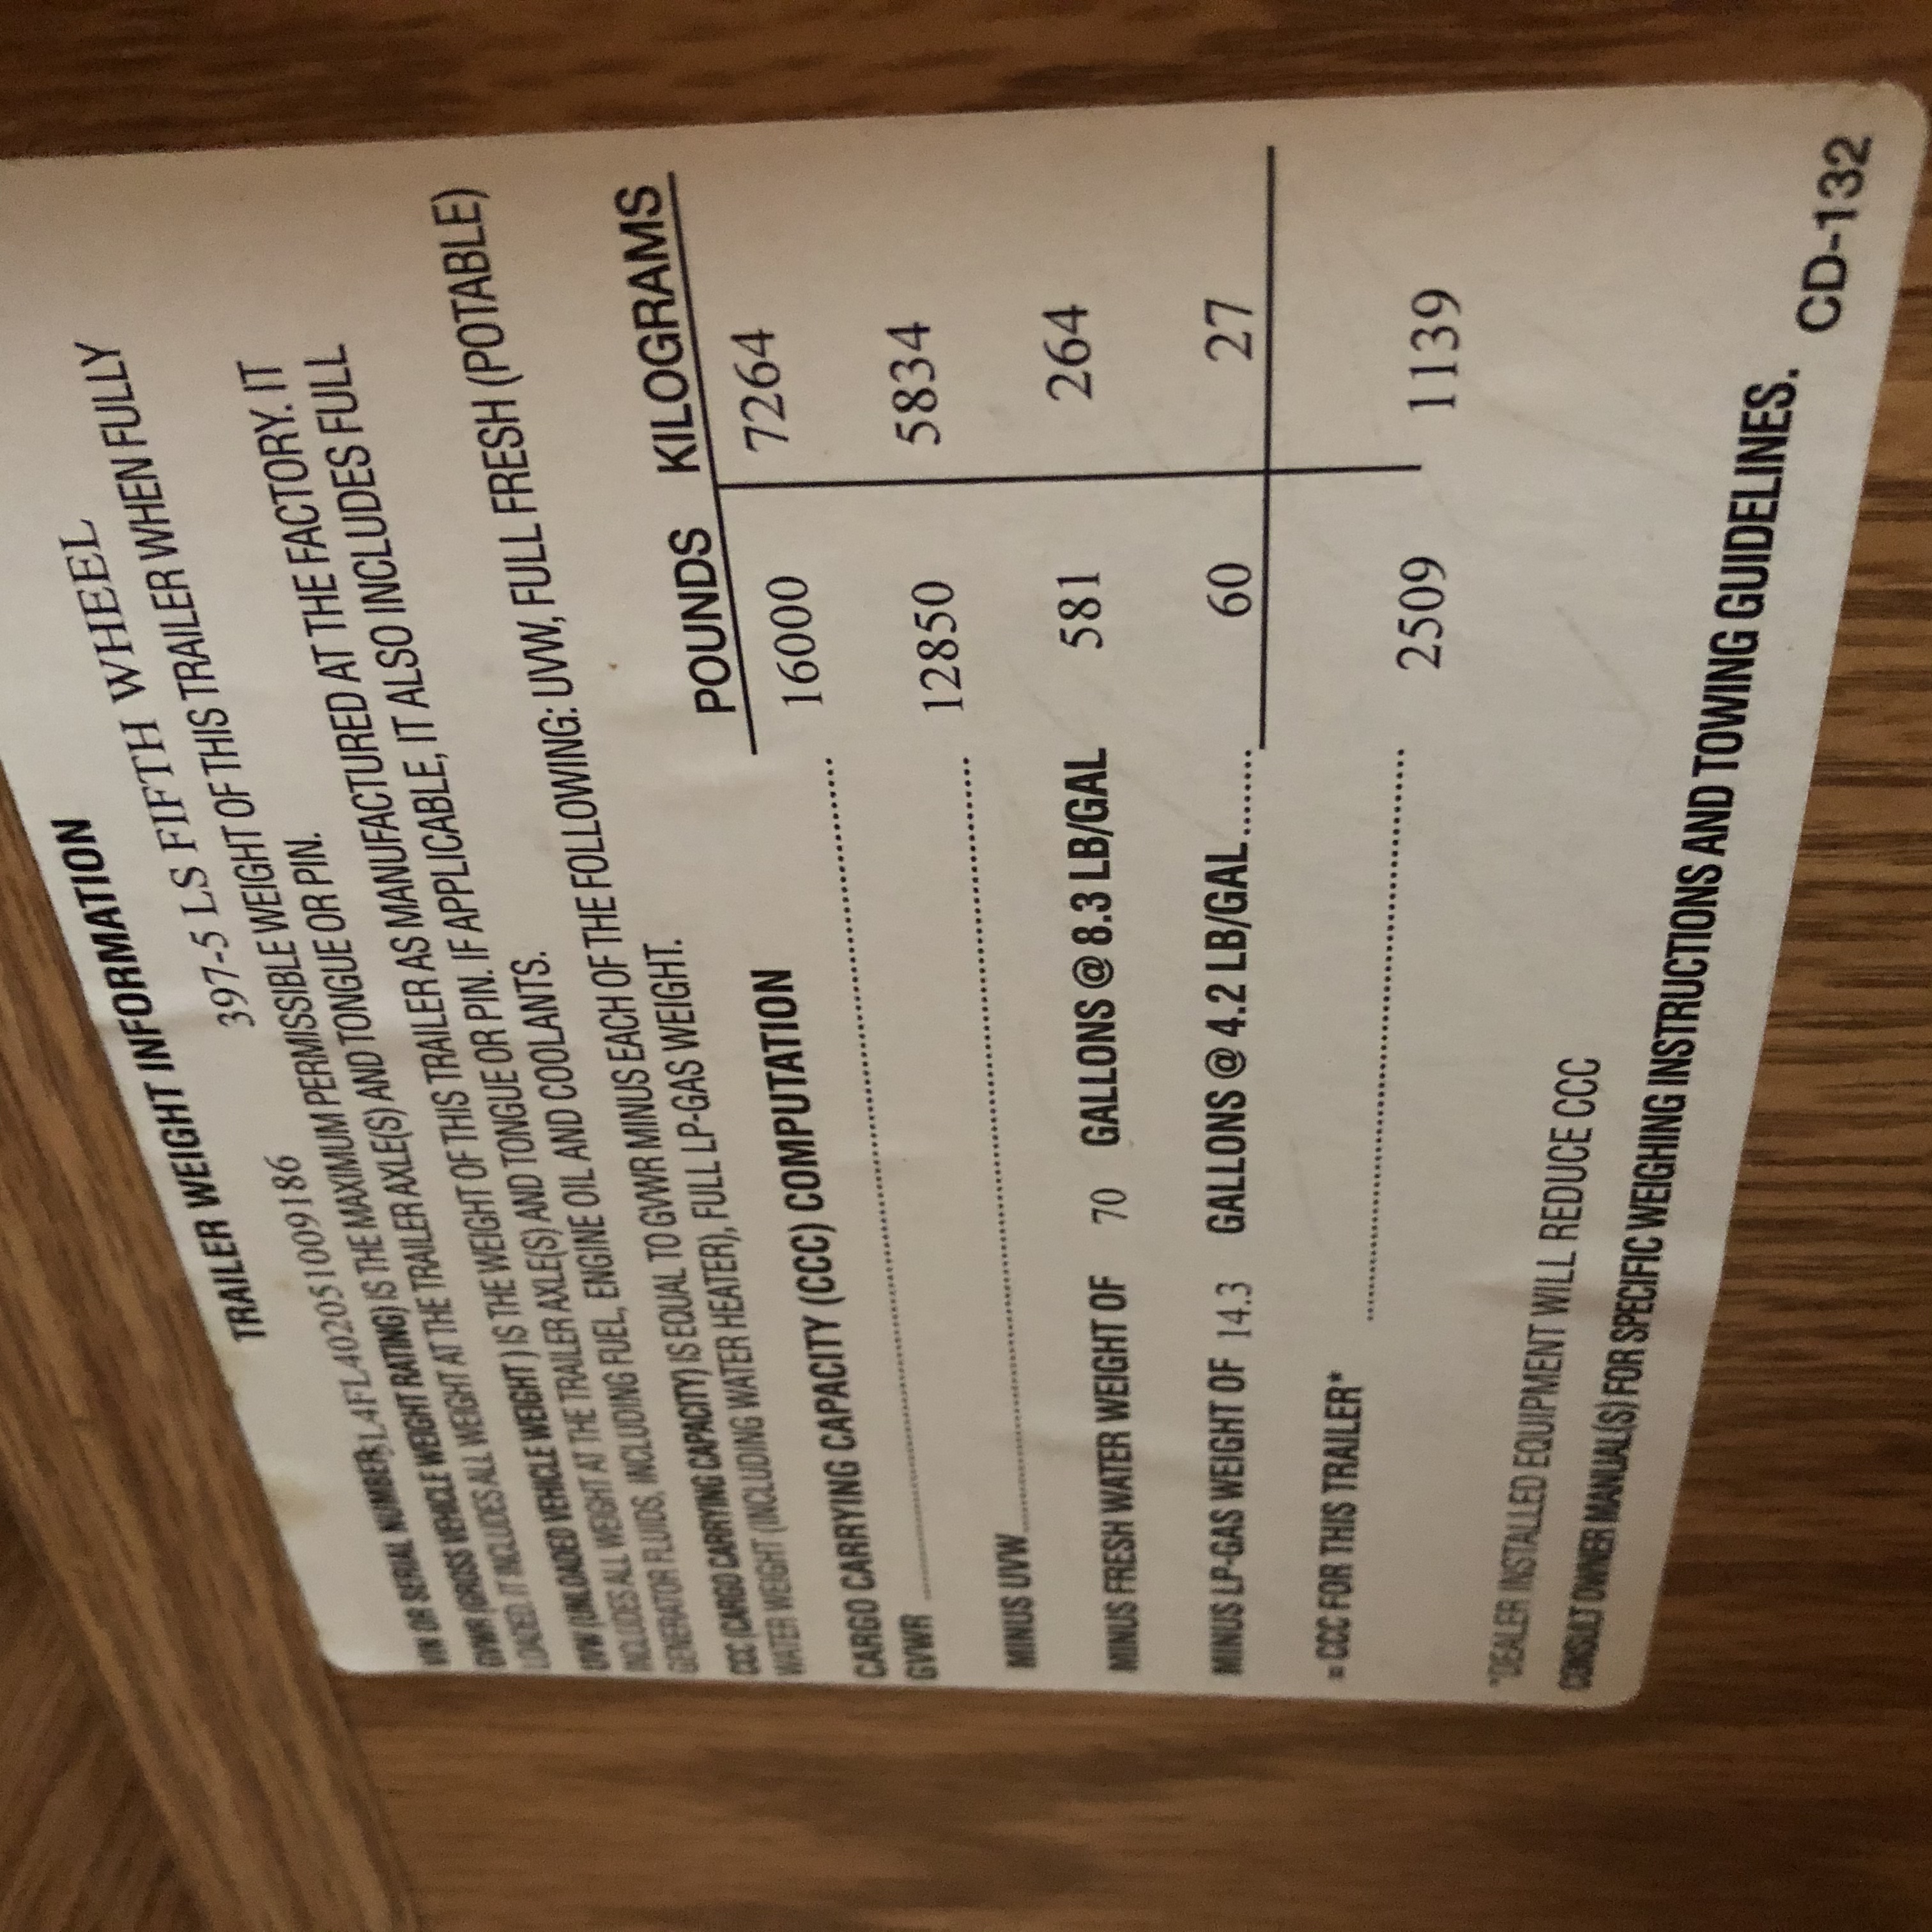 TRAILER WEIGHT INFORMATION
397-5 LS FIFTH WHEEL
VIN OR SERIAL NUMBER 1009186
GVWR (GROSS VEHICLE WEIGHT RATING) IS THE MAXIMUM PERMISSIBLE WEIGHT OF THIS TRAILER WHEN FULLY
LOADED. IT INCLUDES ALL WEIGHT AT THE TRAILER AXLE(S) AND TONGUE OR PIN.
UVW (UNLOADED VEHICLE WEIGHT) IS THE WEIGHT OF THIS TRAILER AS MANUFACTURED AT THE FACTORY. IT
INCLUDES ALL WEIGHT AT THE TRAILER AXLE(S) AND TONGUE OR PIN. IF APPLICABLE, IT ALSO INCLUDES FULL
GENERATOR FLUIDS, INCLUDING FUEL, ENGINE OIL AND COOLANTS.
CCC (CARGO CARRYING CAPACITY) IS EQUAL TO GVWR MINUS EACH OF THE FOLLOWING: UVW, FULL FRESH (POTABLE)
WATER WEIGHT (INCLUDING WATER HEATER), FULL LP-GAS WEIGHT.
CARGO CARRYING CAPACITY (CCC) COMPUTATION POUNDS KILOGRAMS
GVWR 16000 7264
MINUS UVW 12850 5834
MINUS FRESH WATER WEIGHT OF 70 GALLONS @ 8.3 LB/GAL 581 264
MINUS LP-GAS WEIGHT OF 14.3 GALLONS @ 4.2 LB/GAL 60 27
=CCC FOR THIS TRAILER* 2509 1139
*DEALER INSTALLED EQUIPMENT WILL REDUCE CCC
CONSULT OWNER MANUAL(S) FOR SPECIFIC WEIGHING INSTRUCTIONS AND TOWING GUIDELINES. CD-132